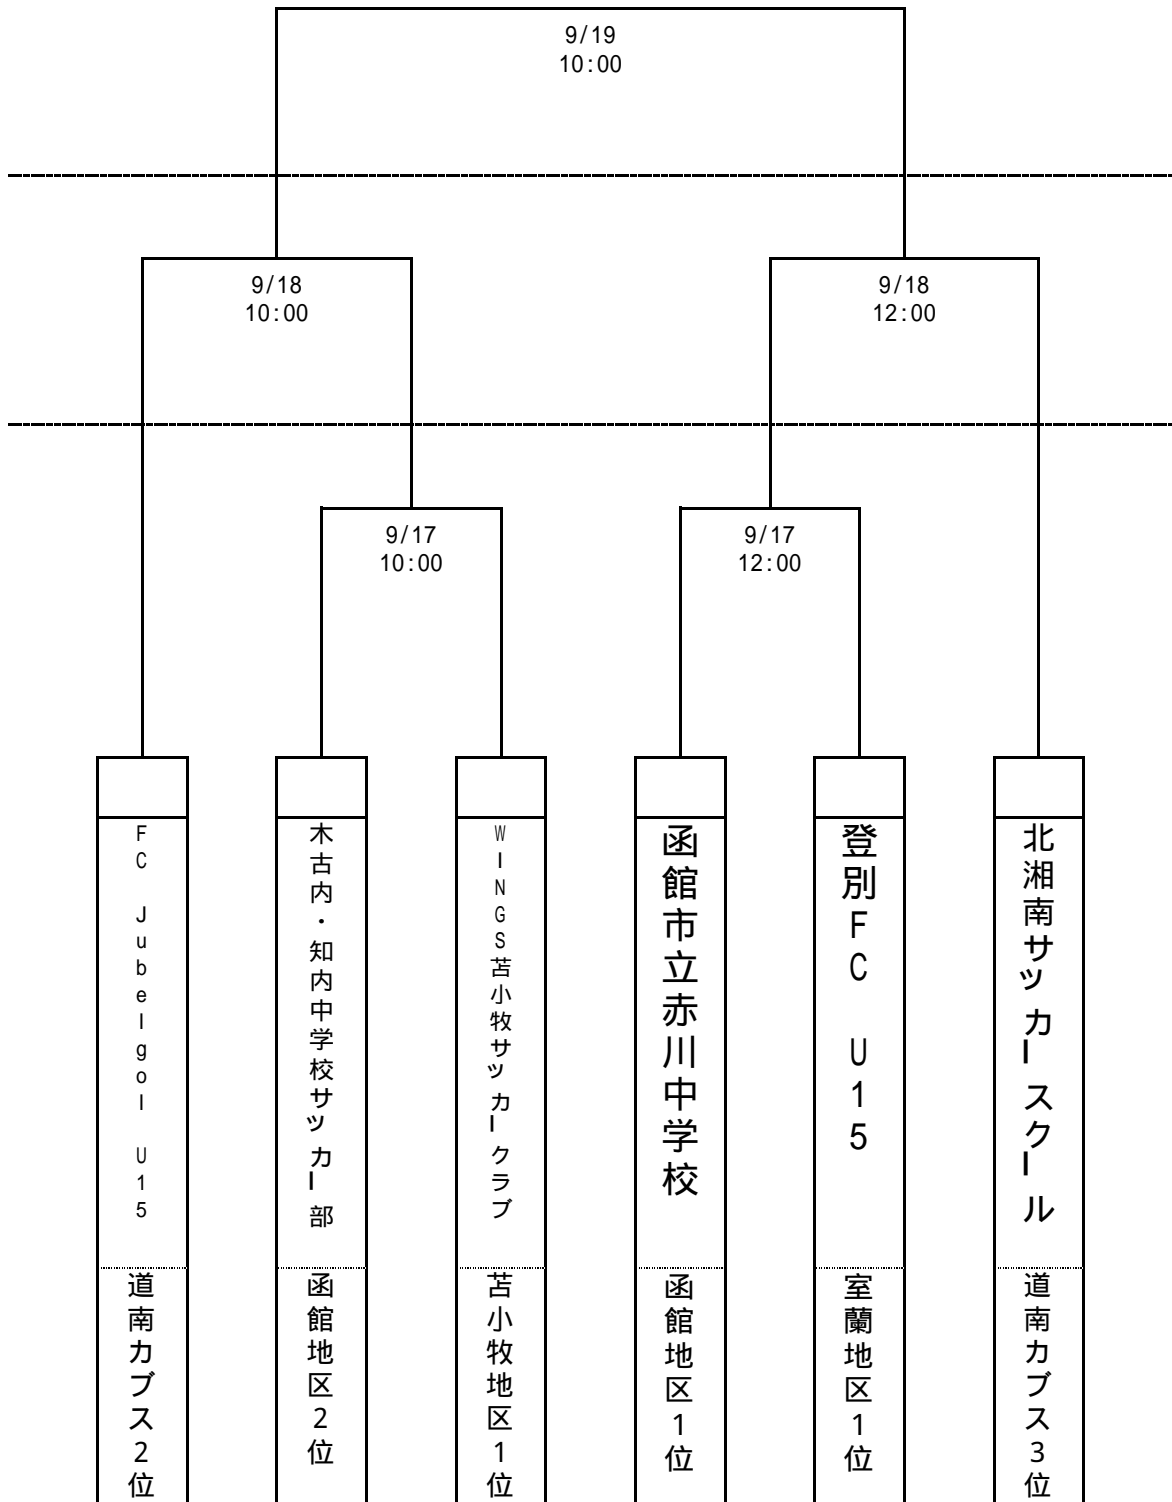 9/19
10:00
9/18
10:00
9/18
12:00
9/17
10:00
9/17
12:00
FC Jubelgol U15
木古内・知内中学校サッカー部
WINGS苫小牧サッカークラブ
函館市立赤川中学校
登別FC U15
北湘南サッカースクール
道南カブス2位
函館地区2位
苫小牧地区1位
函館地区1位
室蘭地区1位
道南カブス3位